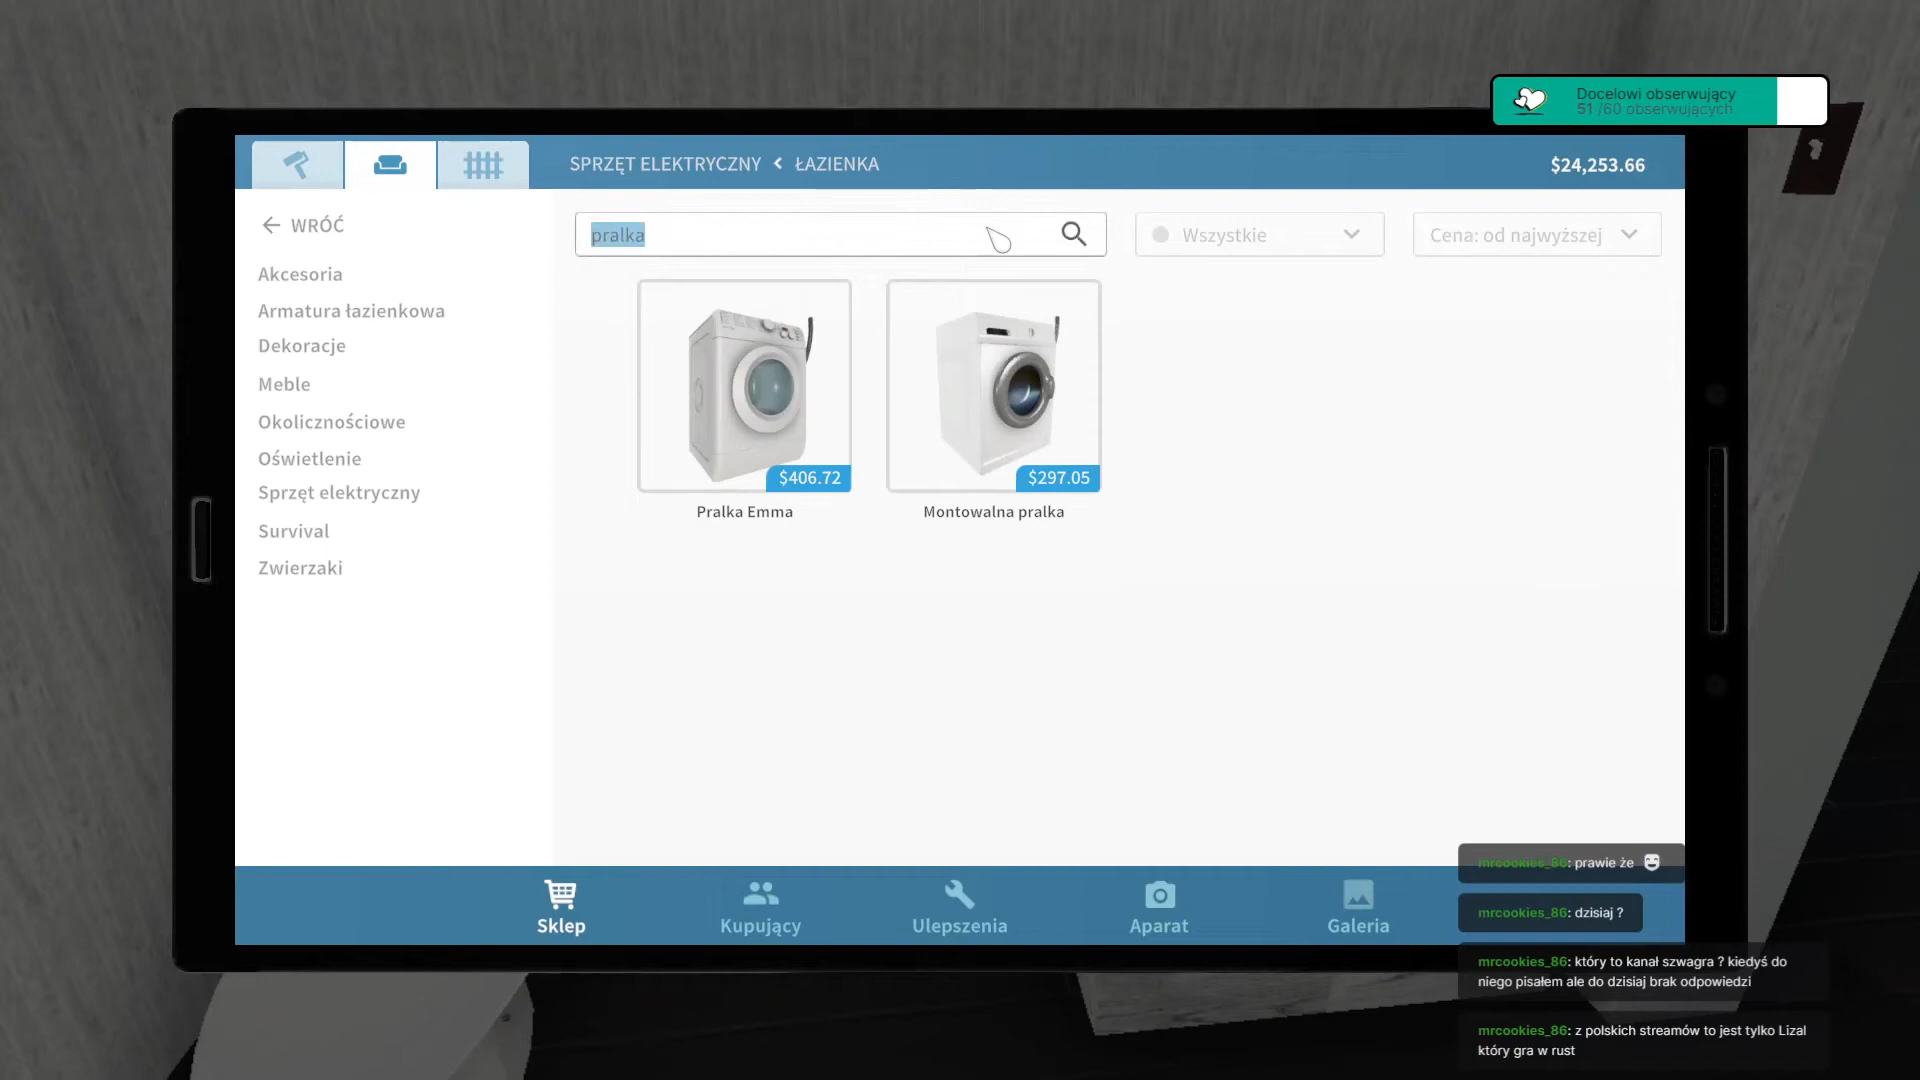 Docelowi obserwujący
51 /60 obserwujących
SPRZĘT ELEKTRYCZNY < ŁAZIENKA
$24,253.66
WRÓĆ
pralka
Wszystkie
Cena: od najwyższej
Akcesoria
Armatura łazienkowa
Dekoracje
Meble
Okolicznościowe
Oświetlenie
Sprzęt elektryczny
Survival
Zwierzaki
$406.72
$297.05
Pralka Emma
Montowalna pralka
Sklep
Kupujący
Ulepszenia
Aparat
Galeria
mrcookies_86: prawie że
mrcookies_86: dzisiaj ?
mrcookies_86: który to kanał szwagra ? kiedyś do
niego pisałem ale do dzisiaj brak odpowiedzi
mrcookies_86: z polskich streamów to jest tylko Lizal
który gra w rust